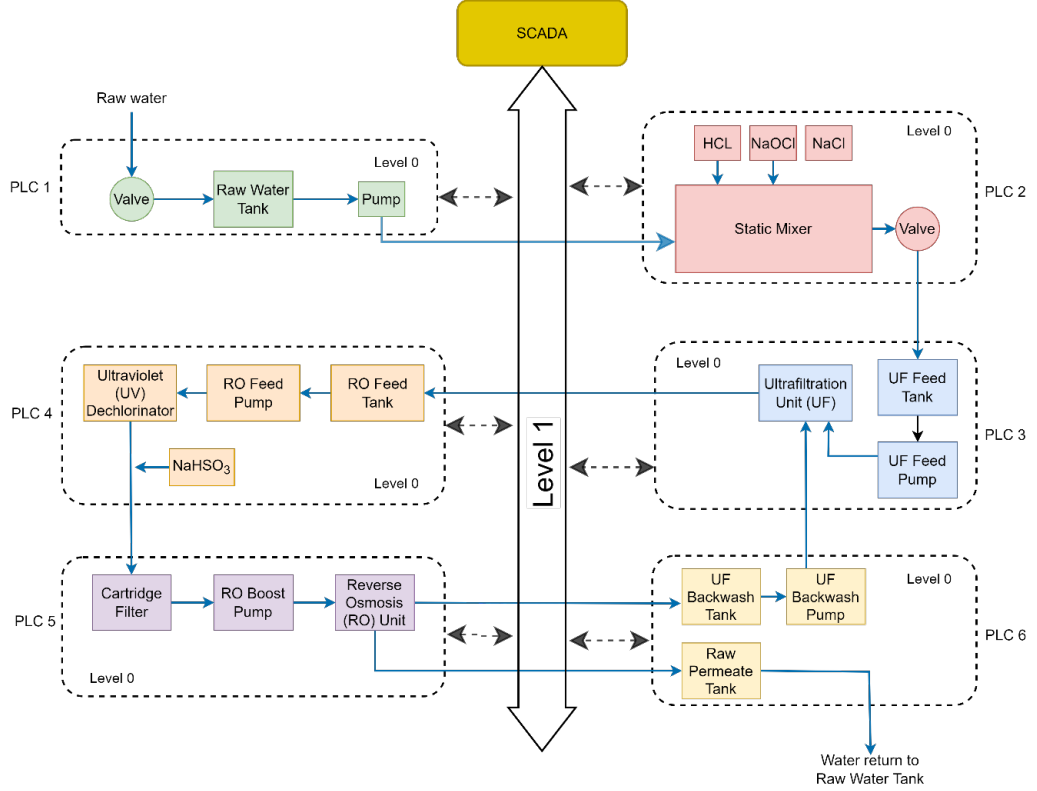 SCADA
Raw water
PLC 1
Level 0
Valve
Raw Water
Tank
Pump
Level 0
PLC 2
HCL
NaOCl
NaCl
Static Mixer
Valve
PLC 4
Ultraviolet
(UV)
Dechlorinator
RO Feed
Pump
RO Feed
Tank
NaHSO₃
Level 0
Level 1
Level 0
PLC 3
Ultrafiltration
Unit (UF)
UF Feed
Tank
UF Feed
Pump
PLC 5
Cartridge
Filter
RO Boost
Pump
Reverse
Osmosis
(RO) Unit
Level 0
PLC 6
Level 0
UF
Backwash
Tank
UF
Backwash
Pump
Raw
Permeate
Tank
Water return to
Raw Water Tank